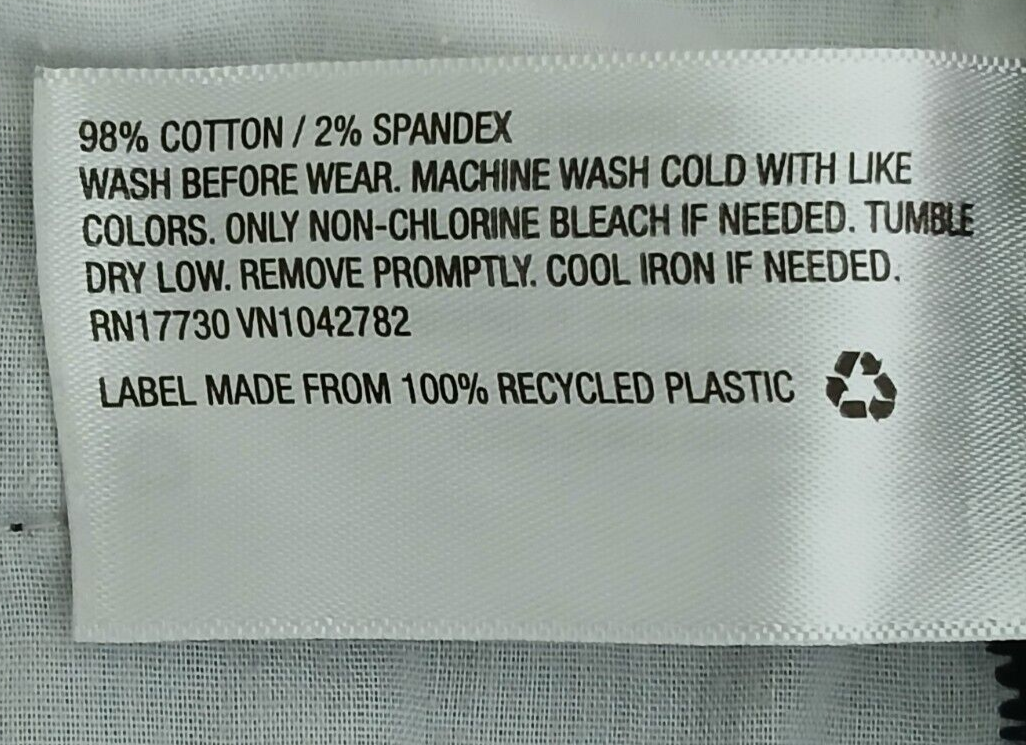 98% COTTON / 2% SPANDEX
WASH BEFORE WEAR. MACHINE WASH COLD WITH LIKE
COLORS. ONLY NON-CHLORINE BLEACH IF NEEDED. TUMBLE
DRY LOW. REMOVE PROMPTLY. COOL IRON IF NEEDED.
RN17730 VN1042782
LABEL MADE FROM 100% RECYCLED PLASTIC